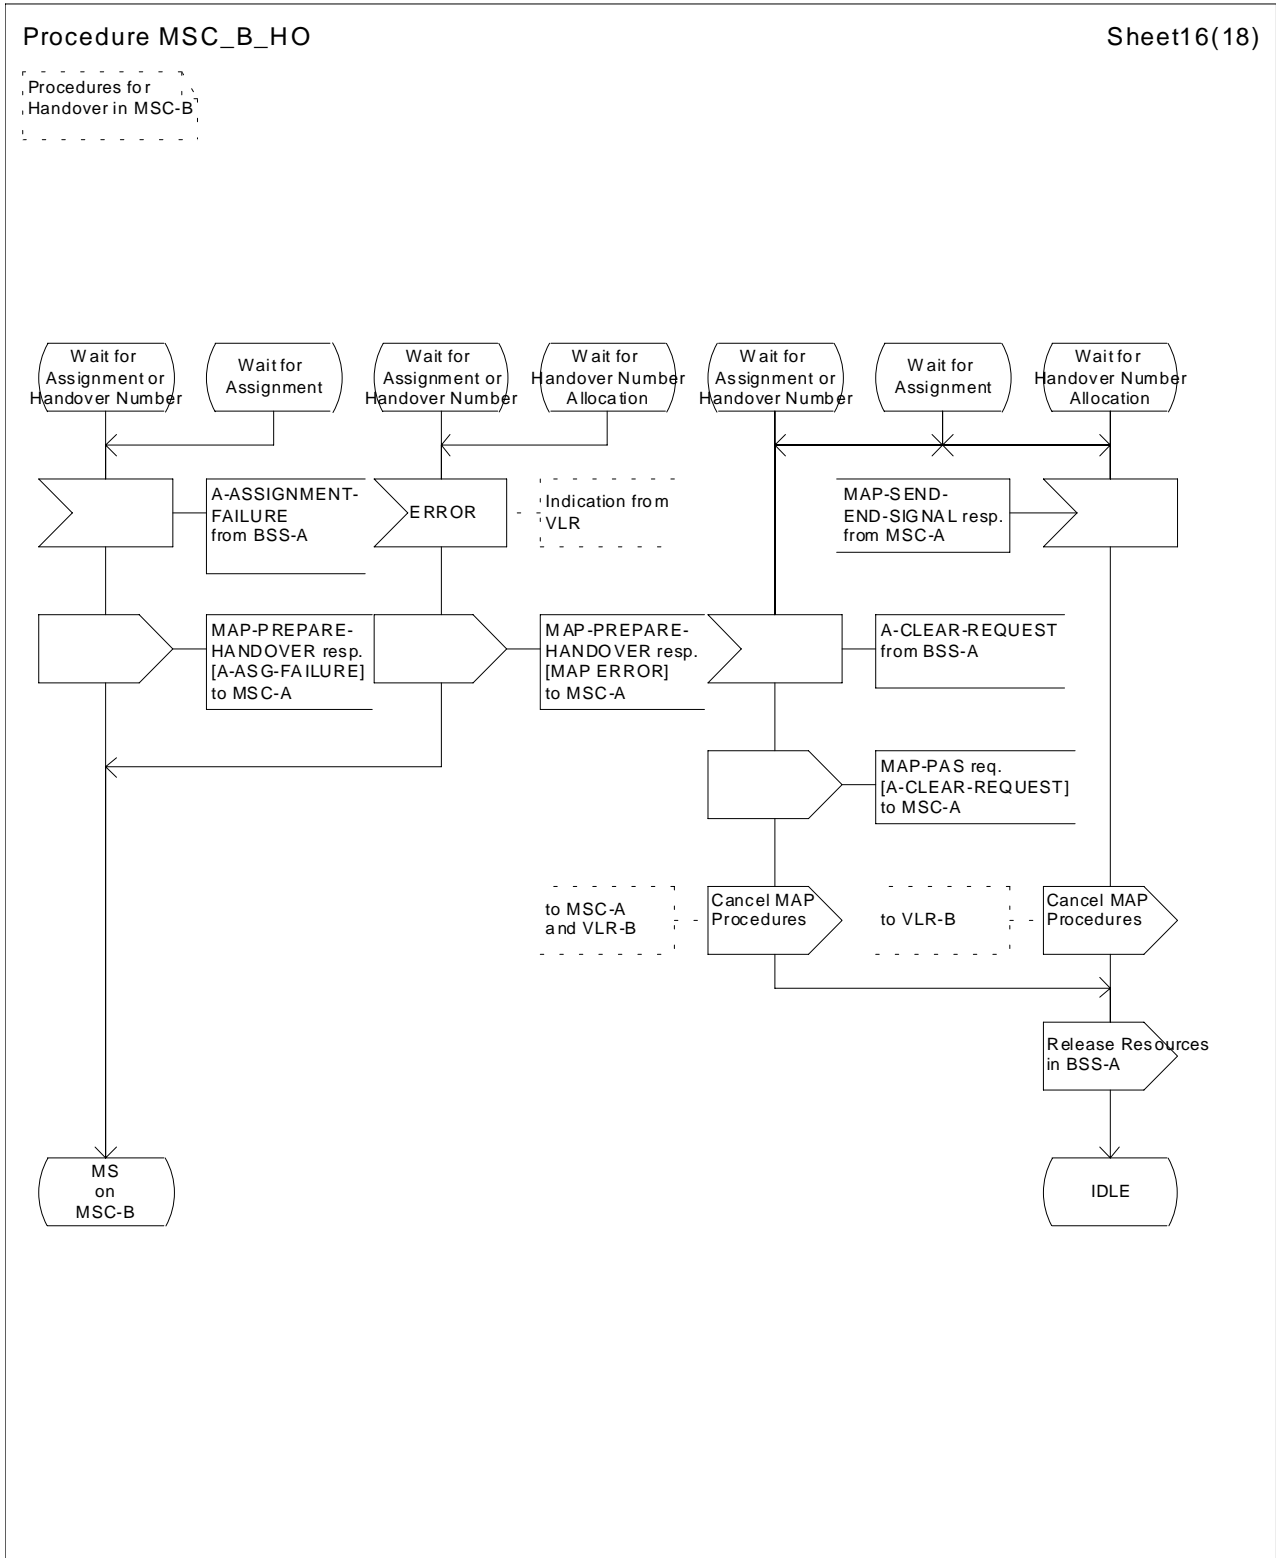 Procedure MSC_B_HO
Sheet16(18)
Procedures for
Handover in MSC-B
Wait for
Assignment or
Handover Number
Wait for
Assignment
Wait for
Assignment or
Handover Number
Wait for
Handover Number
Allocation
Wait for
Assignment or
Handover Number
Wait for
Assignment
Wait for
Handover Number
Allocation
A-ASSIGNMENT-
FAILURE
from BSS-A
ERROR
Indication from
VLR
MAP-SEND-
END-SIGNAL resp.
from MSC-A
MAP-PREPARE-
HANDOVER resp.
[A-ASG-FAILURE]
to MSC-A
MAP-PREPARE-
HANDOVER resp.
[MAP ERROR]
to MSC-A
A-CLEAR-REQUEST
from BSS-A
MAP-PAS req.
[A-CLEAR-REQUEST]
to MSC-A
to MSC-A
and VLR-B
Cancel MAP
Procedures
to VLR-B
Cancel MAP
Procedures
Release Resources
in BSS-A
MS
on
MSC-B
IDLE